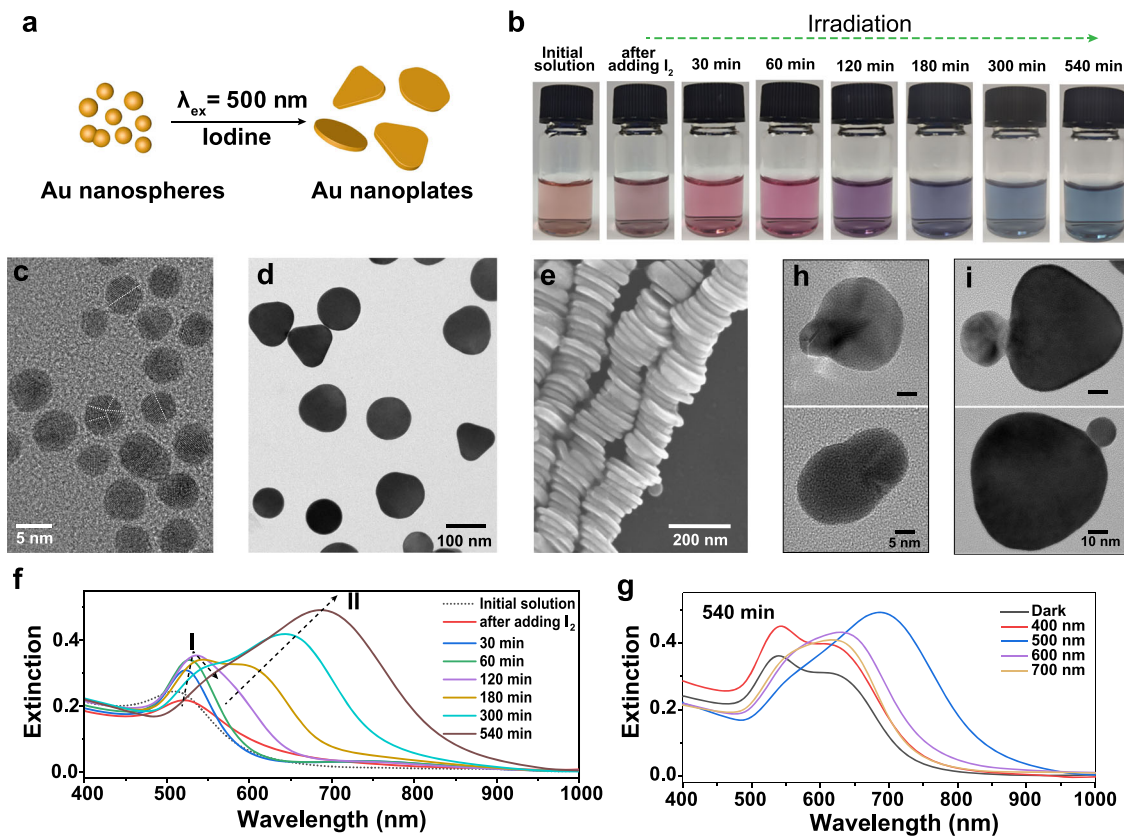 a
λex = 500 nm
Iodine
Au nanospheres
Au nanoplates
b
Irradiation
Initial solution
after adding I2
30 min
60 min
120 min
180 min
300 min
540 min
c
5 nm
d
100 nm
e
200 nm
h
5 nm
i
10 nm
f
I
II
Initial solution
after adding I2
30 min
60 min
120 min
180 min
300 min
540 min
Extinction
0.4
0.2
0.0
400
500
600
700
800
900
1000
Wavelength (nm)
g
540 min
Dark
400 nm
500 nm
600 nm
700 nm
Extinction
0.4
0.2
0.0
400
500
600
700
800
900
1000
Wavelength (nm)